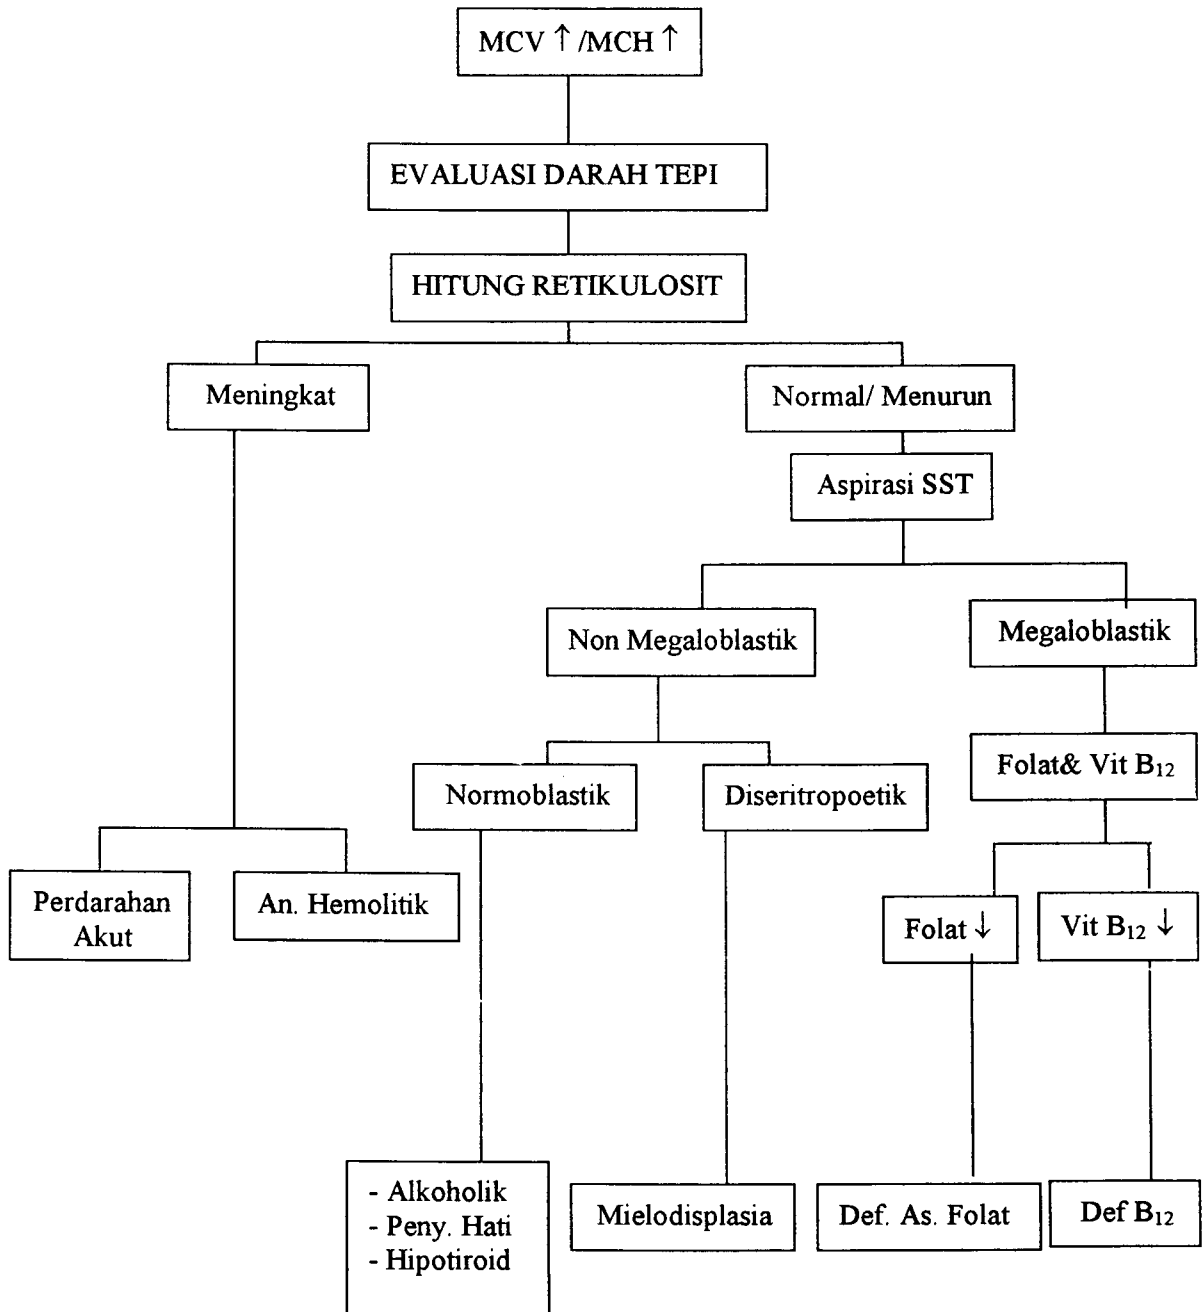 MCV ↑ /MCH ↑
EVALUASI DARAH TEPI
HITUNG RETIKULOSIT
Meningkat
Normal/ Menurun
Aspirasi SST
Non Megaloblastik
Megaloblastik
Folat& Vit B₁₂
Normoblastik
Diseritropoetik
Perdarahan
Akut
An. Hemolitik
Folat ↓
Vit B₁₂ ↓
- Alkoholik
- Peny. Hati
- Hipotiroid
Mielodisplasia
Def. As. Folat
Def B₁₂